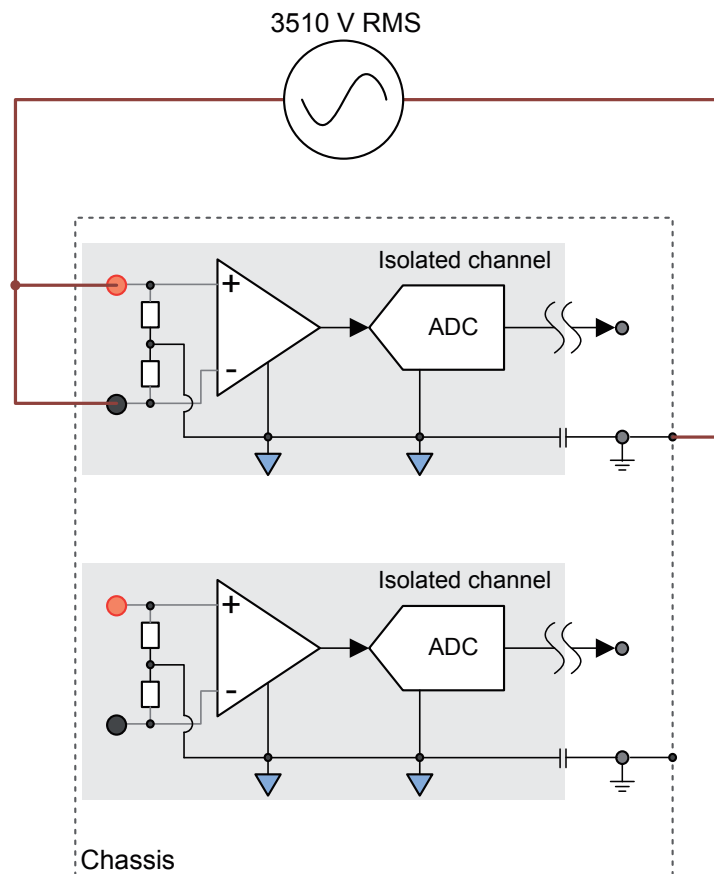 3510 V RMS
Isolated channel
+
ADC
-
Isolated channel
+
ADC
-
Chassis